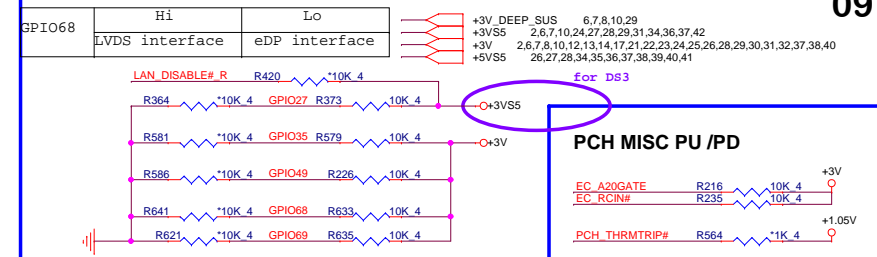 09
GPIO68 Hi Lo
LVDS interface eDP interface
+3V_DEEP_SUS 6,7,8,10,29
+3VS5 2,6,7,10,24,27,28,29,31,34,36,37,42
+3V 2,6,7,8,10,12,13,14,17,21,22,23,24,25,26,28,29,30,31,32,37,38,40
+5VS5 26,27,28,34,35,36,37,38,39,40,41
LAN_DISABLE#_R R420 *10K_4
for DS3
R364 *10K_4 GPIO27 R373 10K_4 +3VS5
R581 *10K_4 GPIO35 R579 10K_4 +3V
R586 *10K_4 GPIO49 R226 10K_4
R641 *10K_4 GPIO68 R633 10K_4
R621 *10K_4 GPIO69 R635 10K_4
PCH MISC PU /PD
+3V
EC_A20GATE R216 10K_4
EC_RCIN# R235 10K_4
+1.05V
PCH_THRMTRIP# R564 *1K_4